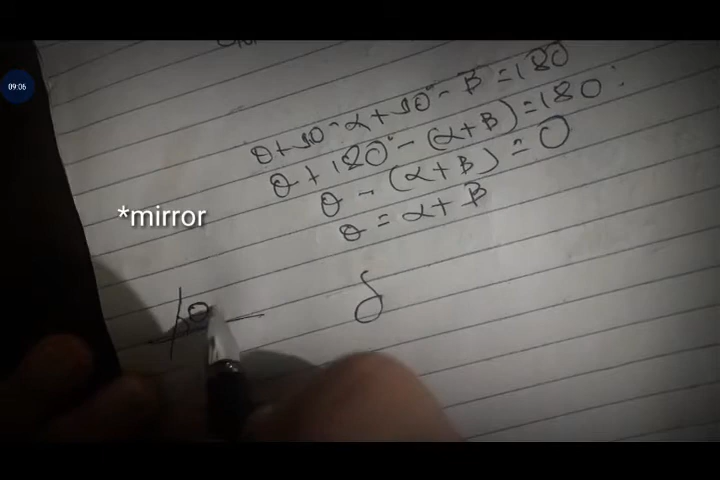 09:06
θ+90°-α+90°-β=180
θ+180°-(α+β)=180°
θ-(α+β)=0
θ=α+β
*mirror
θ
δ